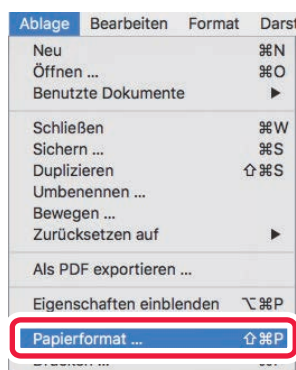 Ablage Bearbeiten Format Darst
Neu ⌘N
Öffnen ... ⌘O
Benutzte Dokumente ▶
Schließen ⌘W
Sichern ... ⌘S
Duplizieren ⇧⌘S
Umbenennen ...
Bewegen ...
Zurücksetzen auf ▶
Als PDF exportieren ...
Eigenschaften einblenden ⌥⌘P
Papierformat ... ⇧⌘P